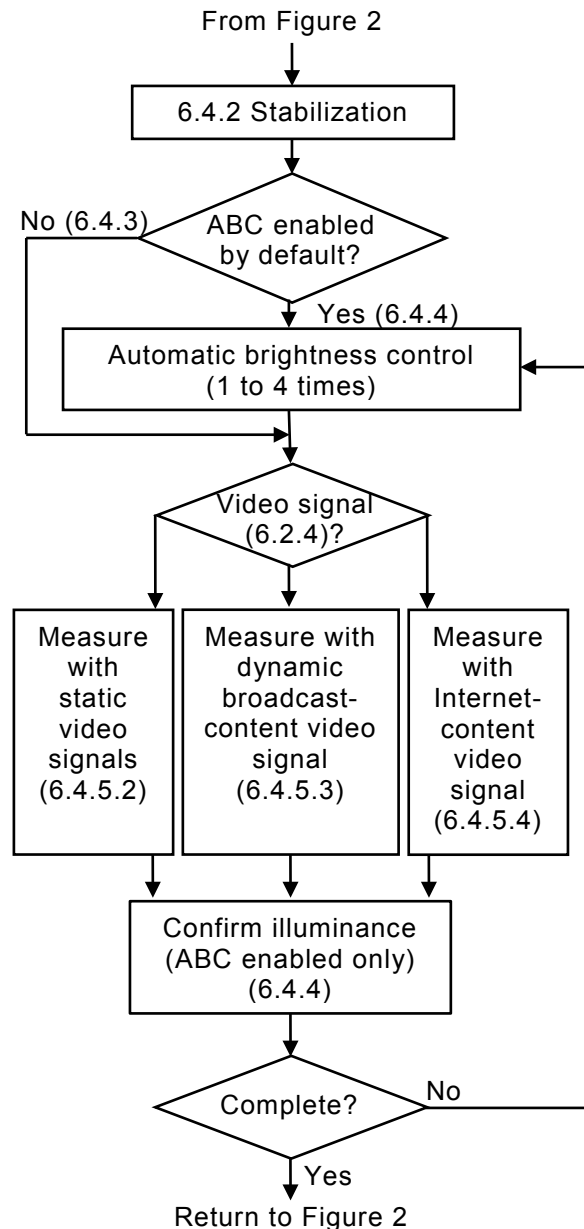 From Figure 2
6.4.2 Stabilization
No (6.4.3)
ABC enabled
by default?
Yes (6.4.4)
Automatic brightness control
(1 to 4 times)
Video signal
(6.2.4)?
Measure
with
static
video
signals
(6.4.5.2)
Measure with
dynamic
broadcast-
content video
signal
(6.4.5.3)
Measure
with
Internet-
content
video
signal
(6.4.5.4)
Confirm illuminance
(ABC enabled only)
(6.4.4)
Complete?
No
Yes
Return to Figure 2